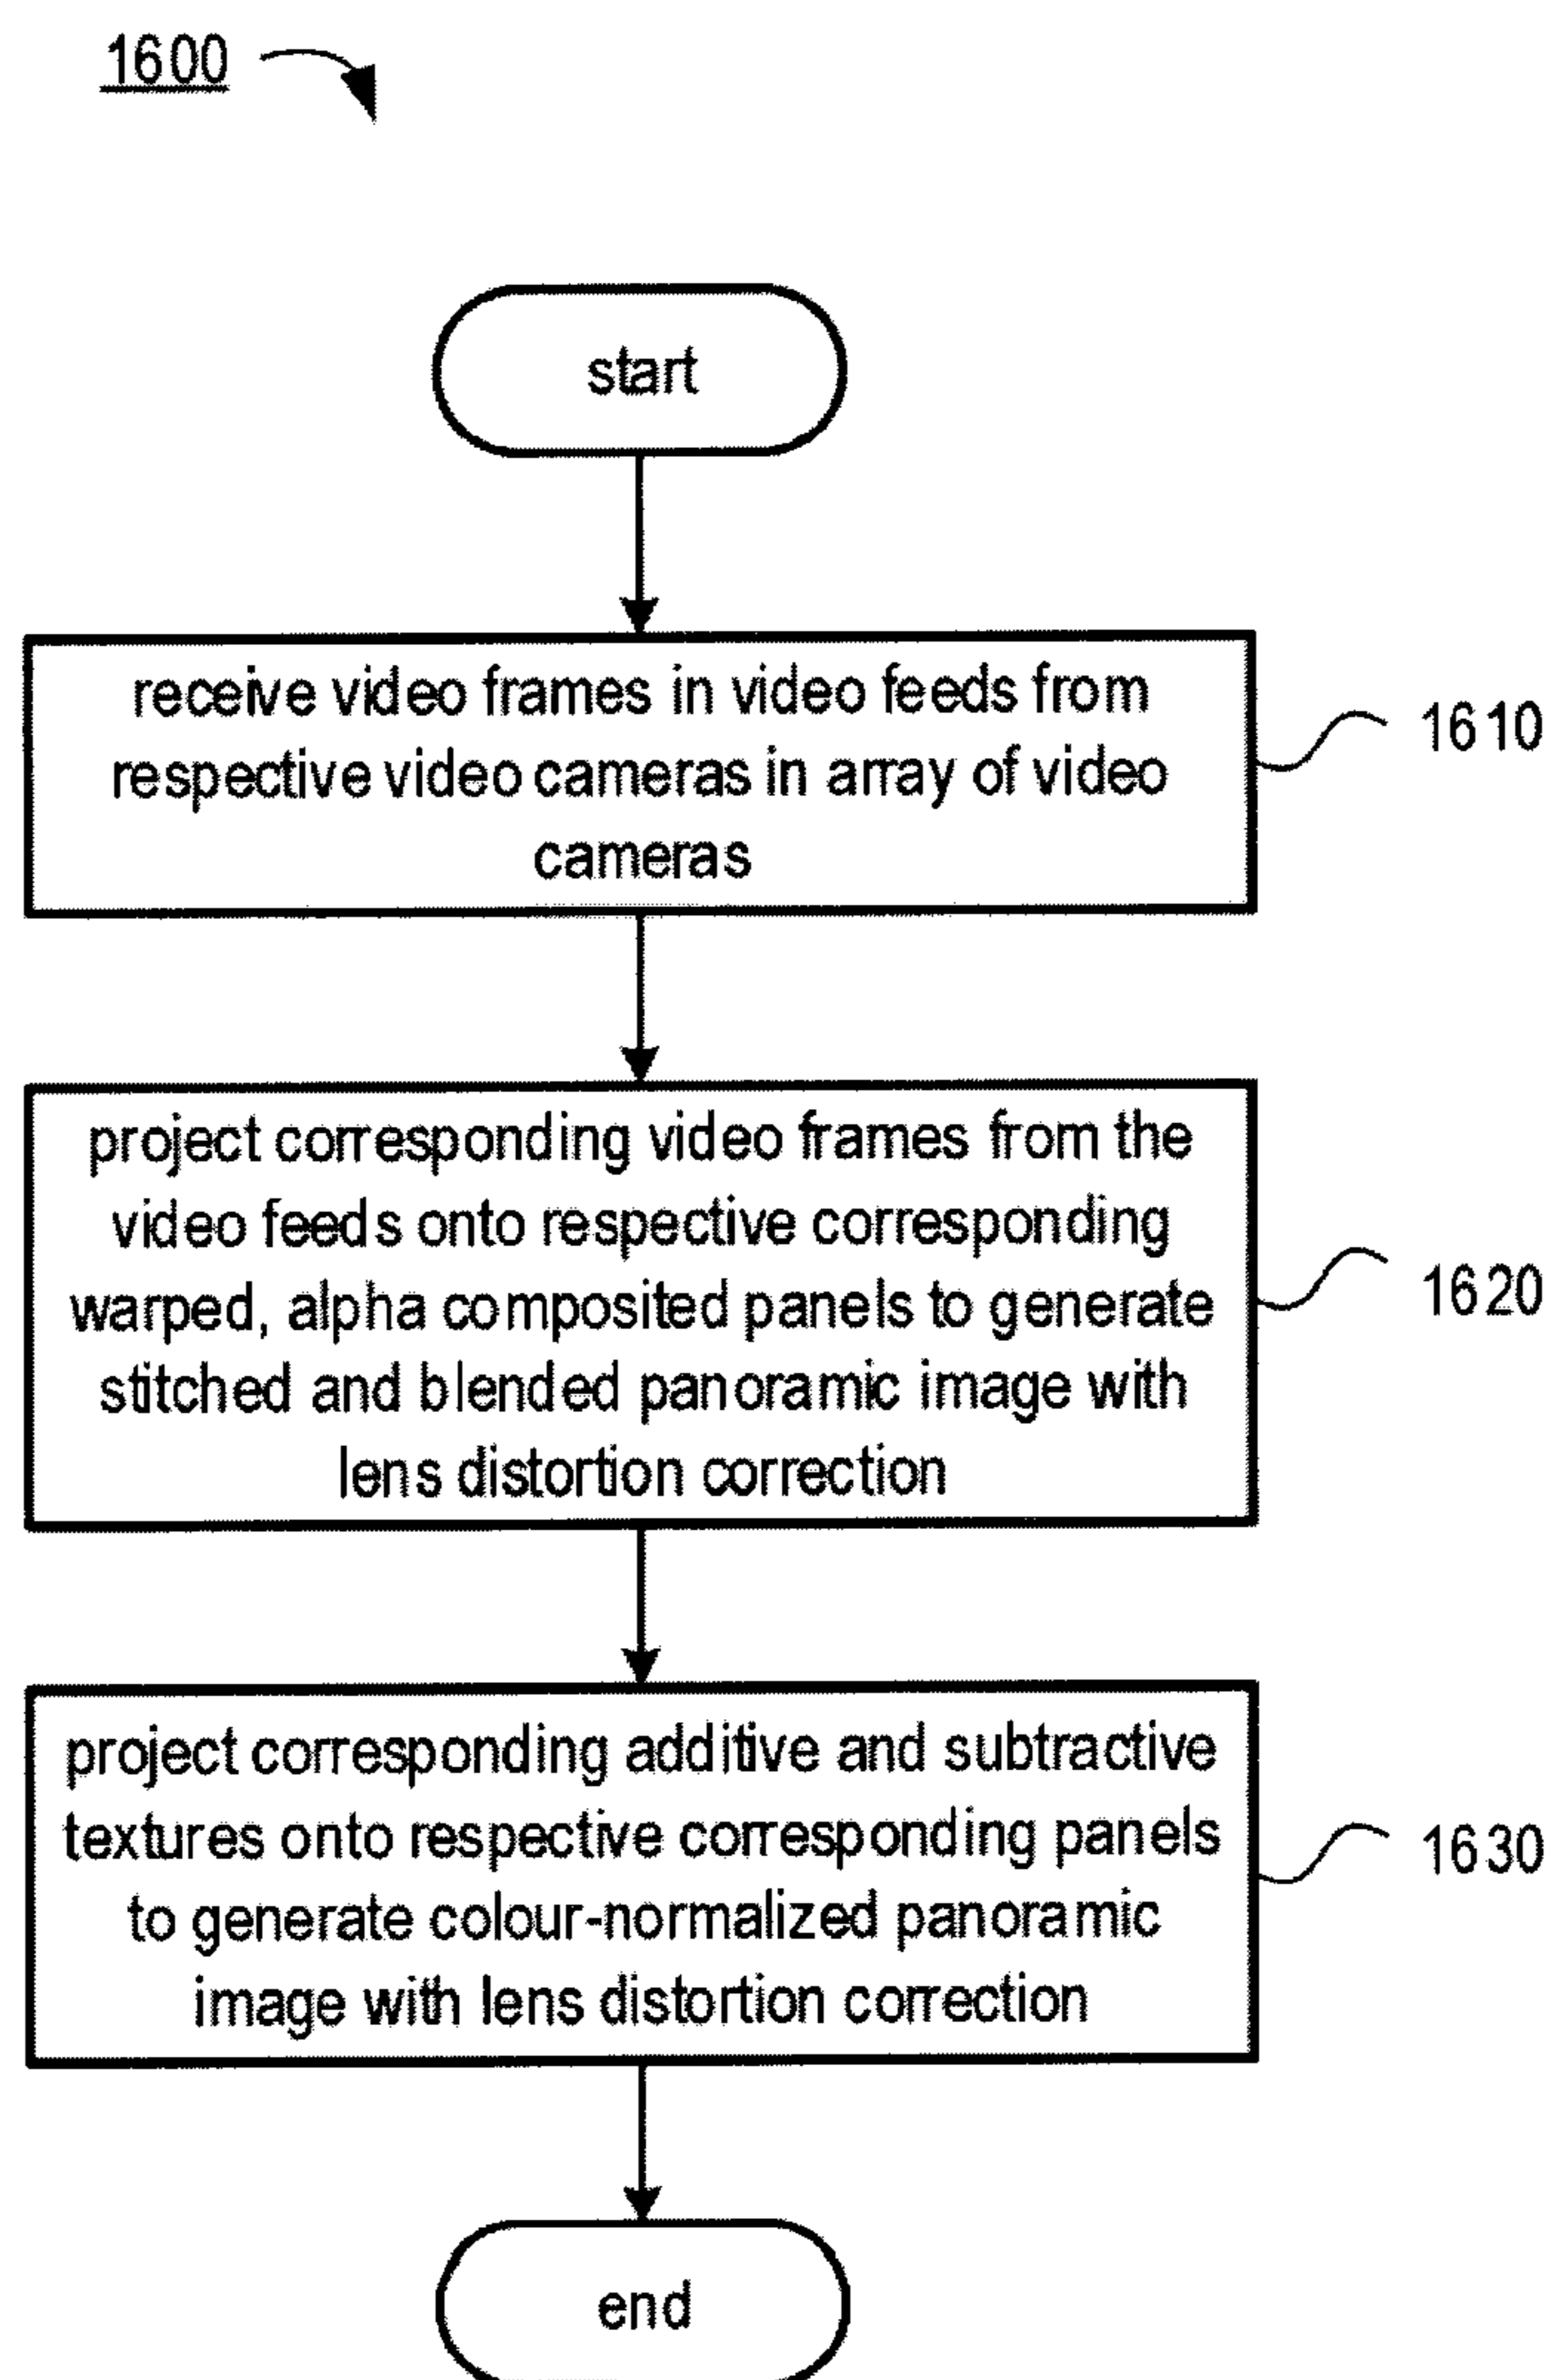 1600
start
receive video frames in video feeds from
respective video cameras in array of video
cameras
1610
project corresponding video frames from the
video feeds onto respective corresponding
warped, alpha composited panels to generate
stitched and blended panoramic image with
lens distortion correction
1620
project corresponding additive and subtractive
textures onto respective corresponding panels
to generate colour-normalized panoramic
image with lens distortion correction
1630
end